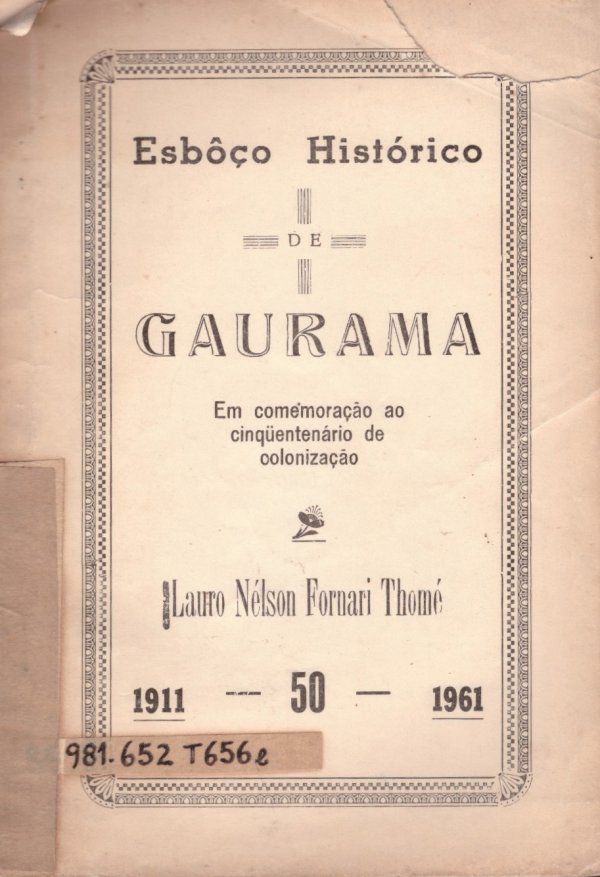 Esbôço Histórico
DE
GAURAMA
Em comemoração ao
cinqüentenário de
colonização
Lauro Nélson Fornari Thomé
1911 — 50 — 1961
981.652 T656e